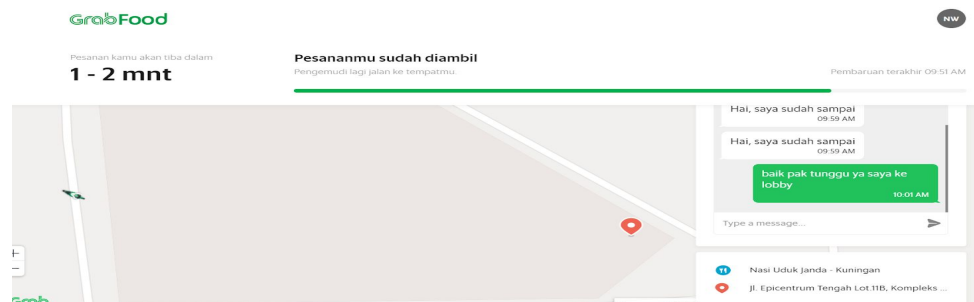 GrabFood
NW
Pesanan kamu akan tiba dalam
1 - 2 mnt
Pesananmu sudah diambil
Pengemudi lagi jalan ke tempatmu
Pembaruan terakhir 09:51 AM
Hai, saya sudah sampai
09:59 AM
Hai, saya sudah sampai
09:59 AM
baik pak tunggu ya saya ke
lobby
10:01 AM
Type a message...
+
−
Nasi Uduk Janda - Kuningan
Jl. Epicentrum Tengah Lot.11B, Kompleks ...
Grab